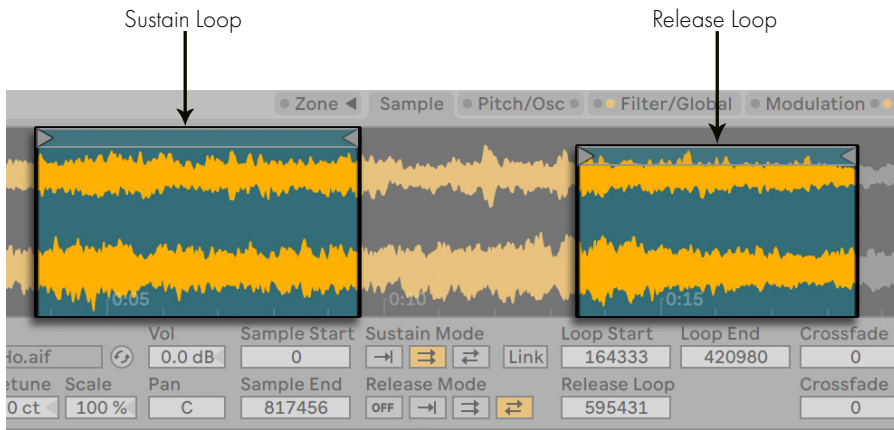 Sustain Loop Release Loop
Zone Sample Pitch/Osc Filter/Global Modulation
0:05 0:10 0:15
Vol Sample Start Sustain Mode Loop Start Loop End Crossfade
Ho.aif 0.0 dB 0 Link 164333 420980 0
etune Scale Pan Sample End Release Mode Release Loop Crossfade
0 ct 100 % C 817456 OFF 595431 0